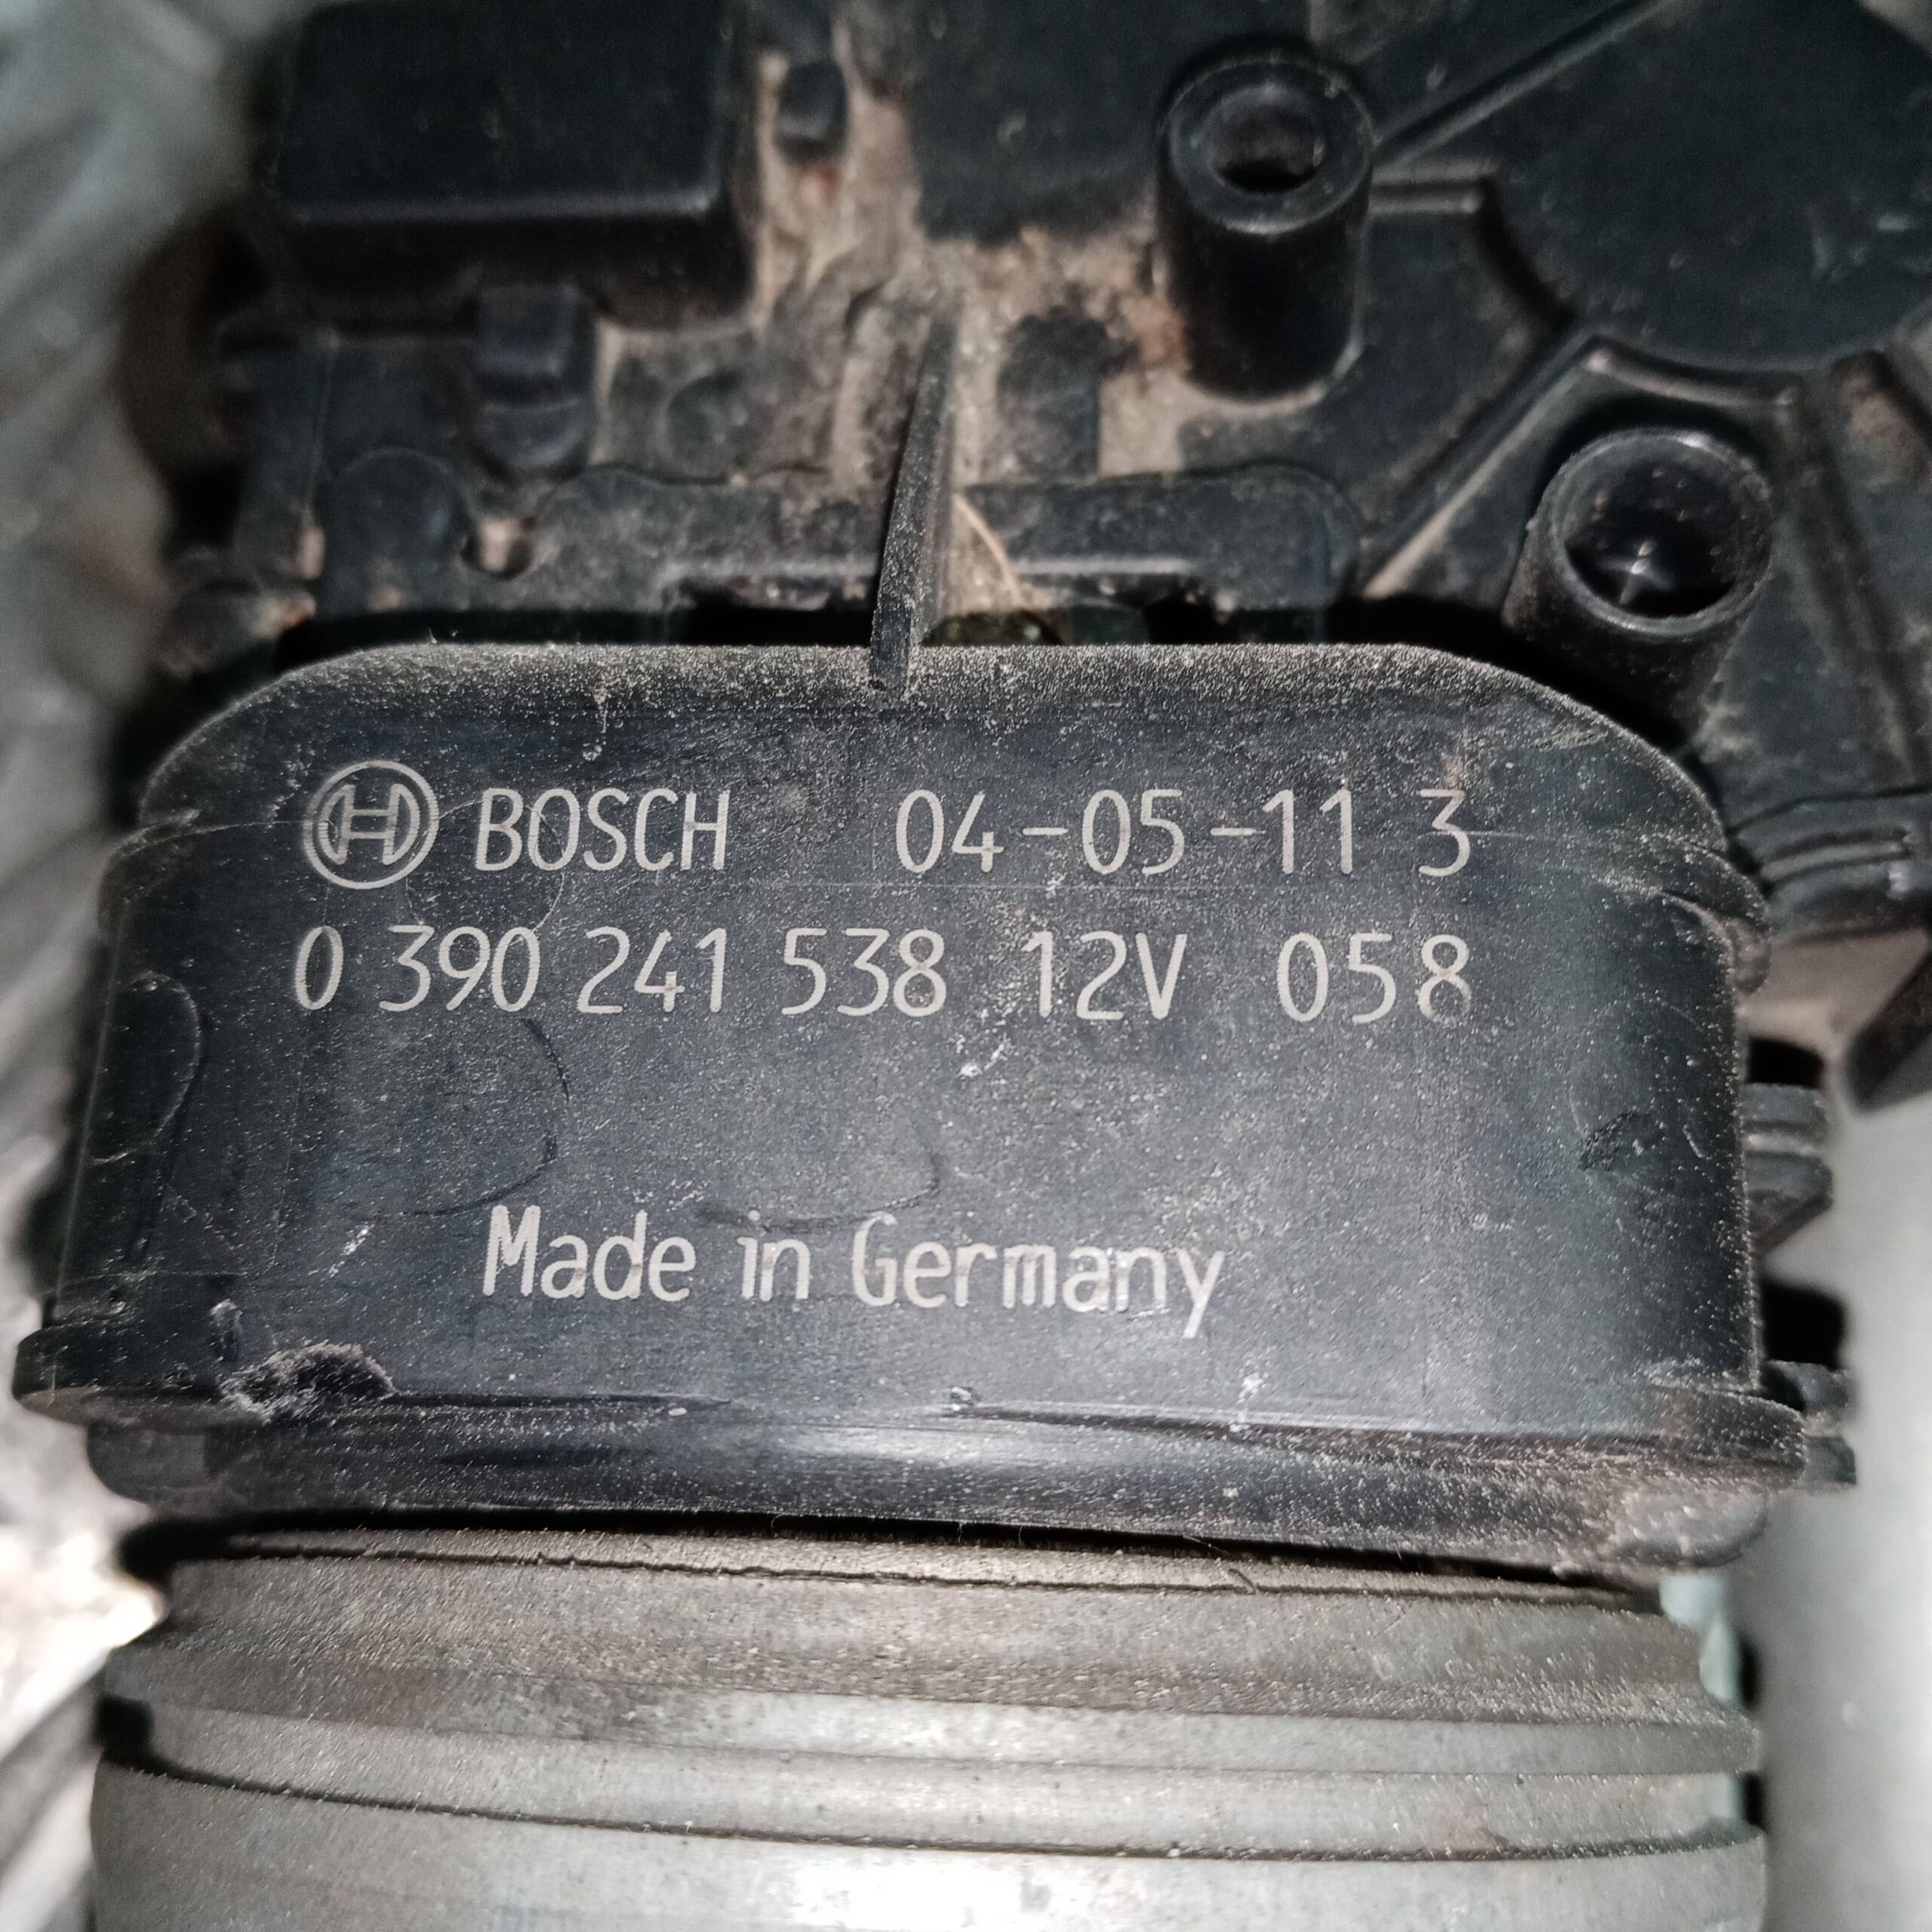 BOSCH 04-05-11 3
0 390 241 538 12V 058
Made in Germany